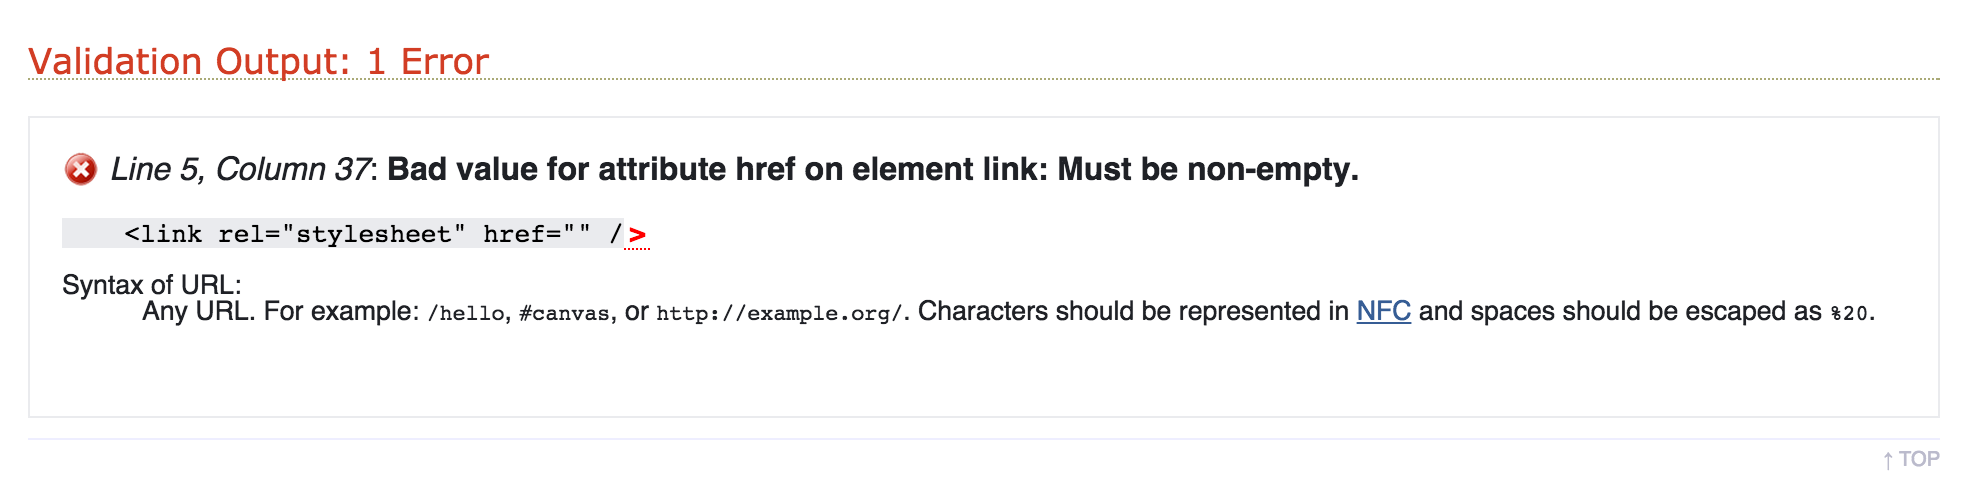 Validation Output: 1 Error
Line 5, Column 37: Bad value for attribute href on element link: Must be non-empty.
<link rel="stylesheet" href="" />
Syntax of URL:
Any URL. For example: /hello, #canvas, or http://example.org/. Characters should be represented in NFC and spaces should be escaped as %20.
↑ TOP